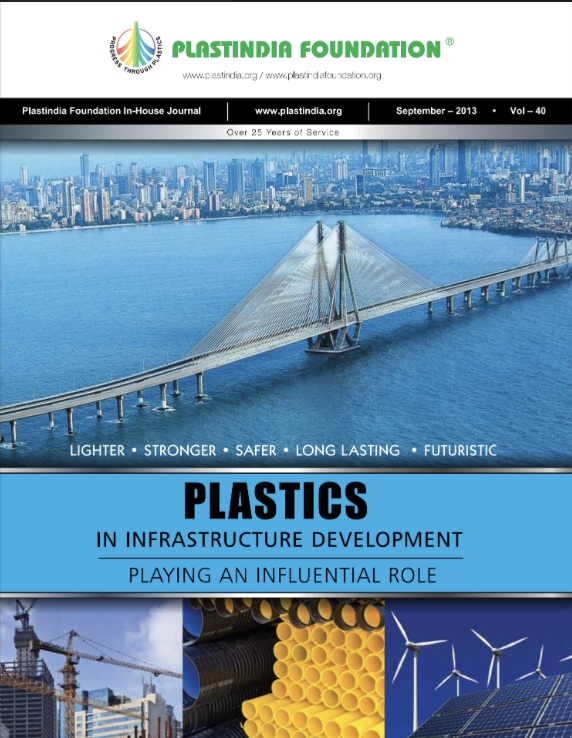 PROGRESS THROUGH PLASTICS
PLASTINDIA FOUNDATION ®
www.plastindia.org / www.plastindiafoundation.org
Plastindia Foundation In-House Journal | www.plastindia.org | September – 2013 • Vol – 40
Over 25 Years of Service
LIGHTER • STRONGER • SAFER • LONG LASTING • FUTURISTIC
PLASTICS
IN INFRASTRUCTURE DEVELOPMENT
PLAYING AN INFLUENTIAL ROLE